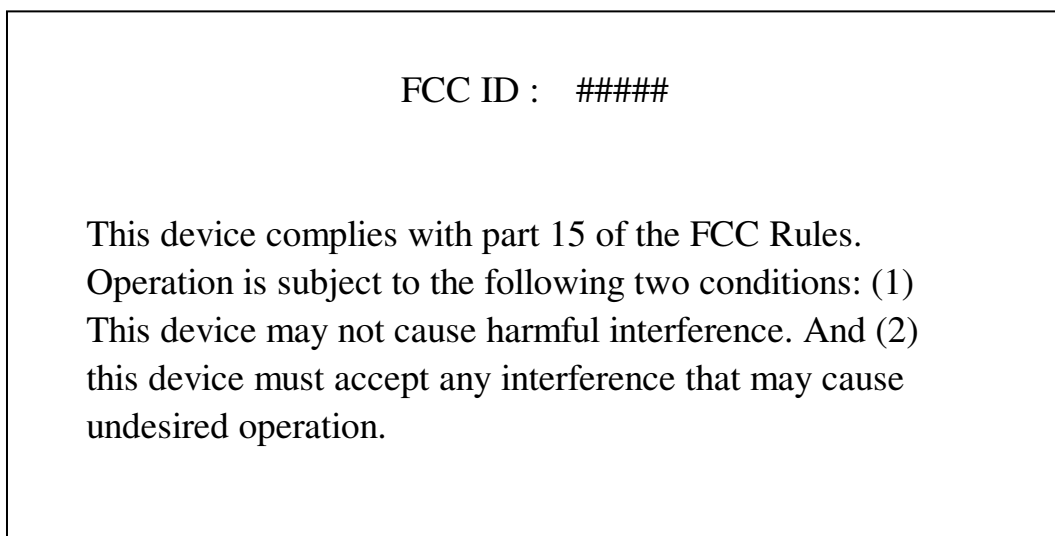 FCC ID : #####
This device complies with part 15 of the FCC Rules.
Operation is subject to the following two conditions: (1)
This device may not cause harmful interference. And (2)
this device must accept any interference that may cause
undesired operation.